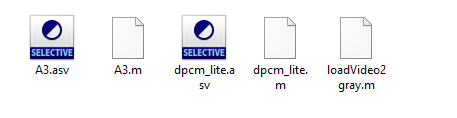 SELECTIVE
SELECTIVE
A3.asv
A3.m
dpcm_lite.a
sv
dpcm_lite.
m
loadVideo2
gray.m